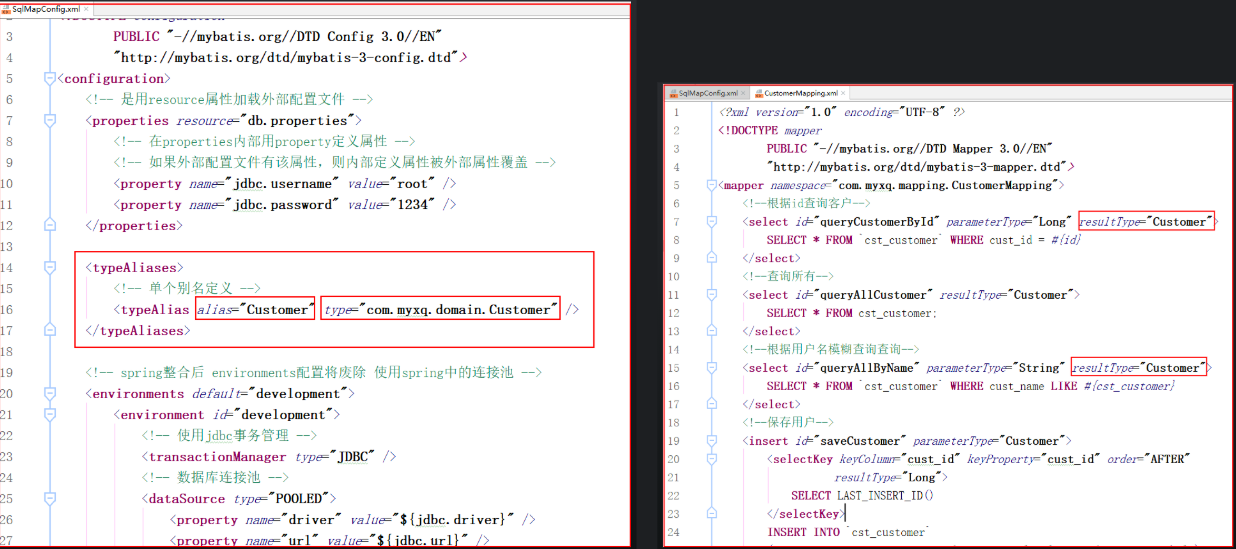 SqlMapConfig.xml
3 PUBLIC "-//mybatis.org//DTD Config 3.0//EN"
4 "http://mybatis.org/dtd/mybatis-3-config.dtd">
5 <configuration>
6 <!-- 是用resource属性加载外部配置文件 -->
7 <properties resource="db.properties">
8 <!-- 在properties内部用property定义属性 -->
9 <!-- 如果外部配置文件有该属性，则内部定义属性被外部属性覆盖 -->
10 <property name="jdbc.username" value="root" />
11 <property name="jdbc.password" value="1234" />
12 </properties>
13
14 <typeAliases>
15 <!-- 单个别名定义 -->
16 <typeAlias alias="Customer" type="com.myxq.domain.Customer" />
17 </typeAliases>
18
19 <!-- spring整合后 environments配置将废除 使用spring中的连接池 -->
20 <environments default="development">
21 <environment id="development">
22 <!-- 使用jdbc事务管理 -->
23 <transactionManager type="JDBC" />
24 <!-- 数据库连接池 -->
25 <dataSource type="POOLED">
26 <property name="driver" value="${jdbc.driver}" />
27 <property name="url" value="${jdbc.url}" />
SqlMapConfig.xml CustomerMapping.xml
1 <?xml version="1.0" encoding="UTF-8" ?>
2 <!DOCTYPE mapper
3 PUBLIC "-//mybatis.org//DTD Mapper 3.0//EN"
4 "http://mybatis.org/dtd/mybatis-3-mapper.dtd">
5 <mapper namespace="com.myxq.mapping.CustomerMapping">
6 <!--根据id查询客户-->
7 <select id="queryCustomerById" parameterType="Long" resultType="Customer">
8 SELECT * FROM `cst_customer` WHERE cust_id = #{id}
9 </select>
10 <!--查询所有-->
11 <select id="queryAllCustomer" resultType="Customer">
12 SELECT * FROM cst_customer;
13 </select>
14 <!--根据用户名模糊查询查询-->
15 <select id="queryAllByName" parameterType="String" resultType="Customer">
16 SELECT * FROM `cst_customer` WHERE cust_name LIKE #{cst_customer}
17 </select>
18 <!--保存用户-->
19 <insert id="saveCustomer" parameterType="Customer">
20 <selectKey keyColumn="cust_id" keyProperty="cust_id" order="AFTER"
21 resultType="Long">
22 SELECT LAST_INSERT_ID()
23 </selectKey>
24 INSERT INTO `cst_customer`